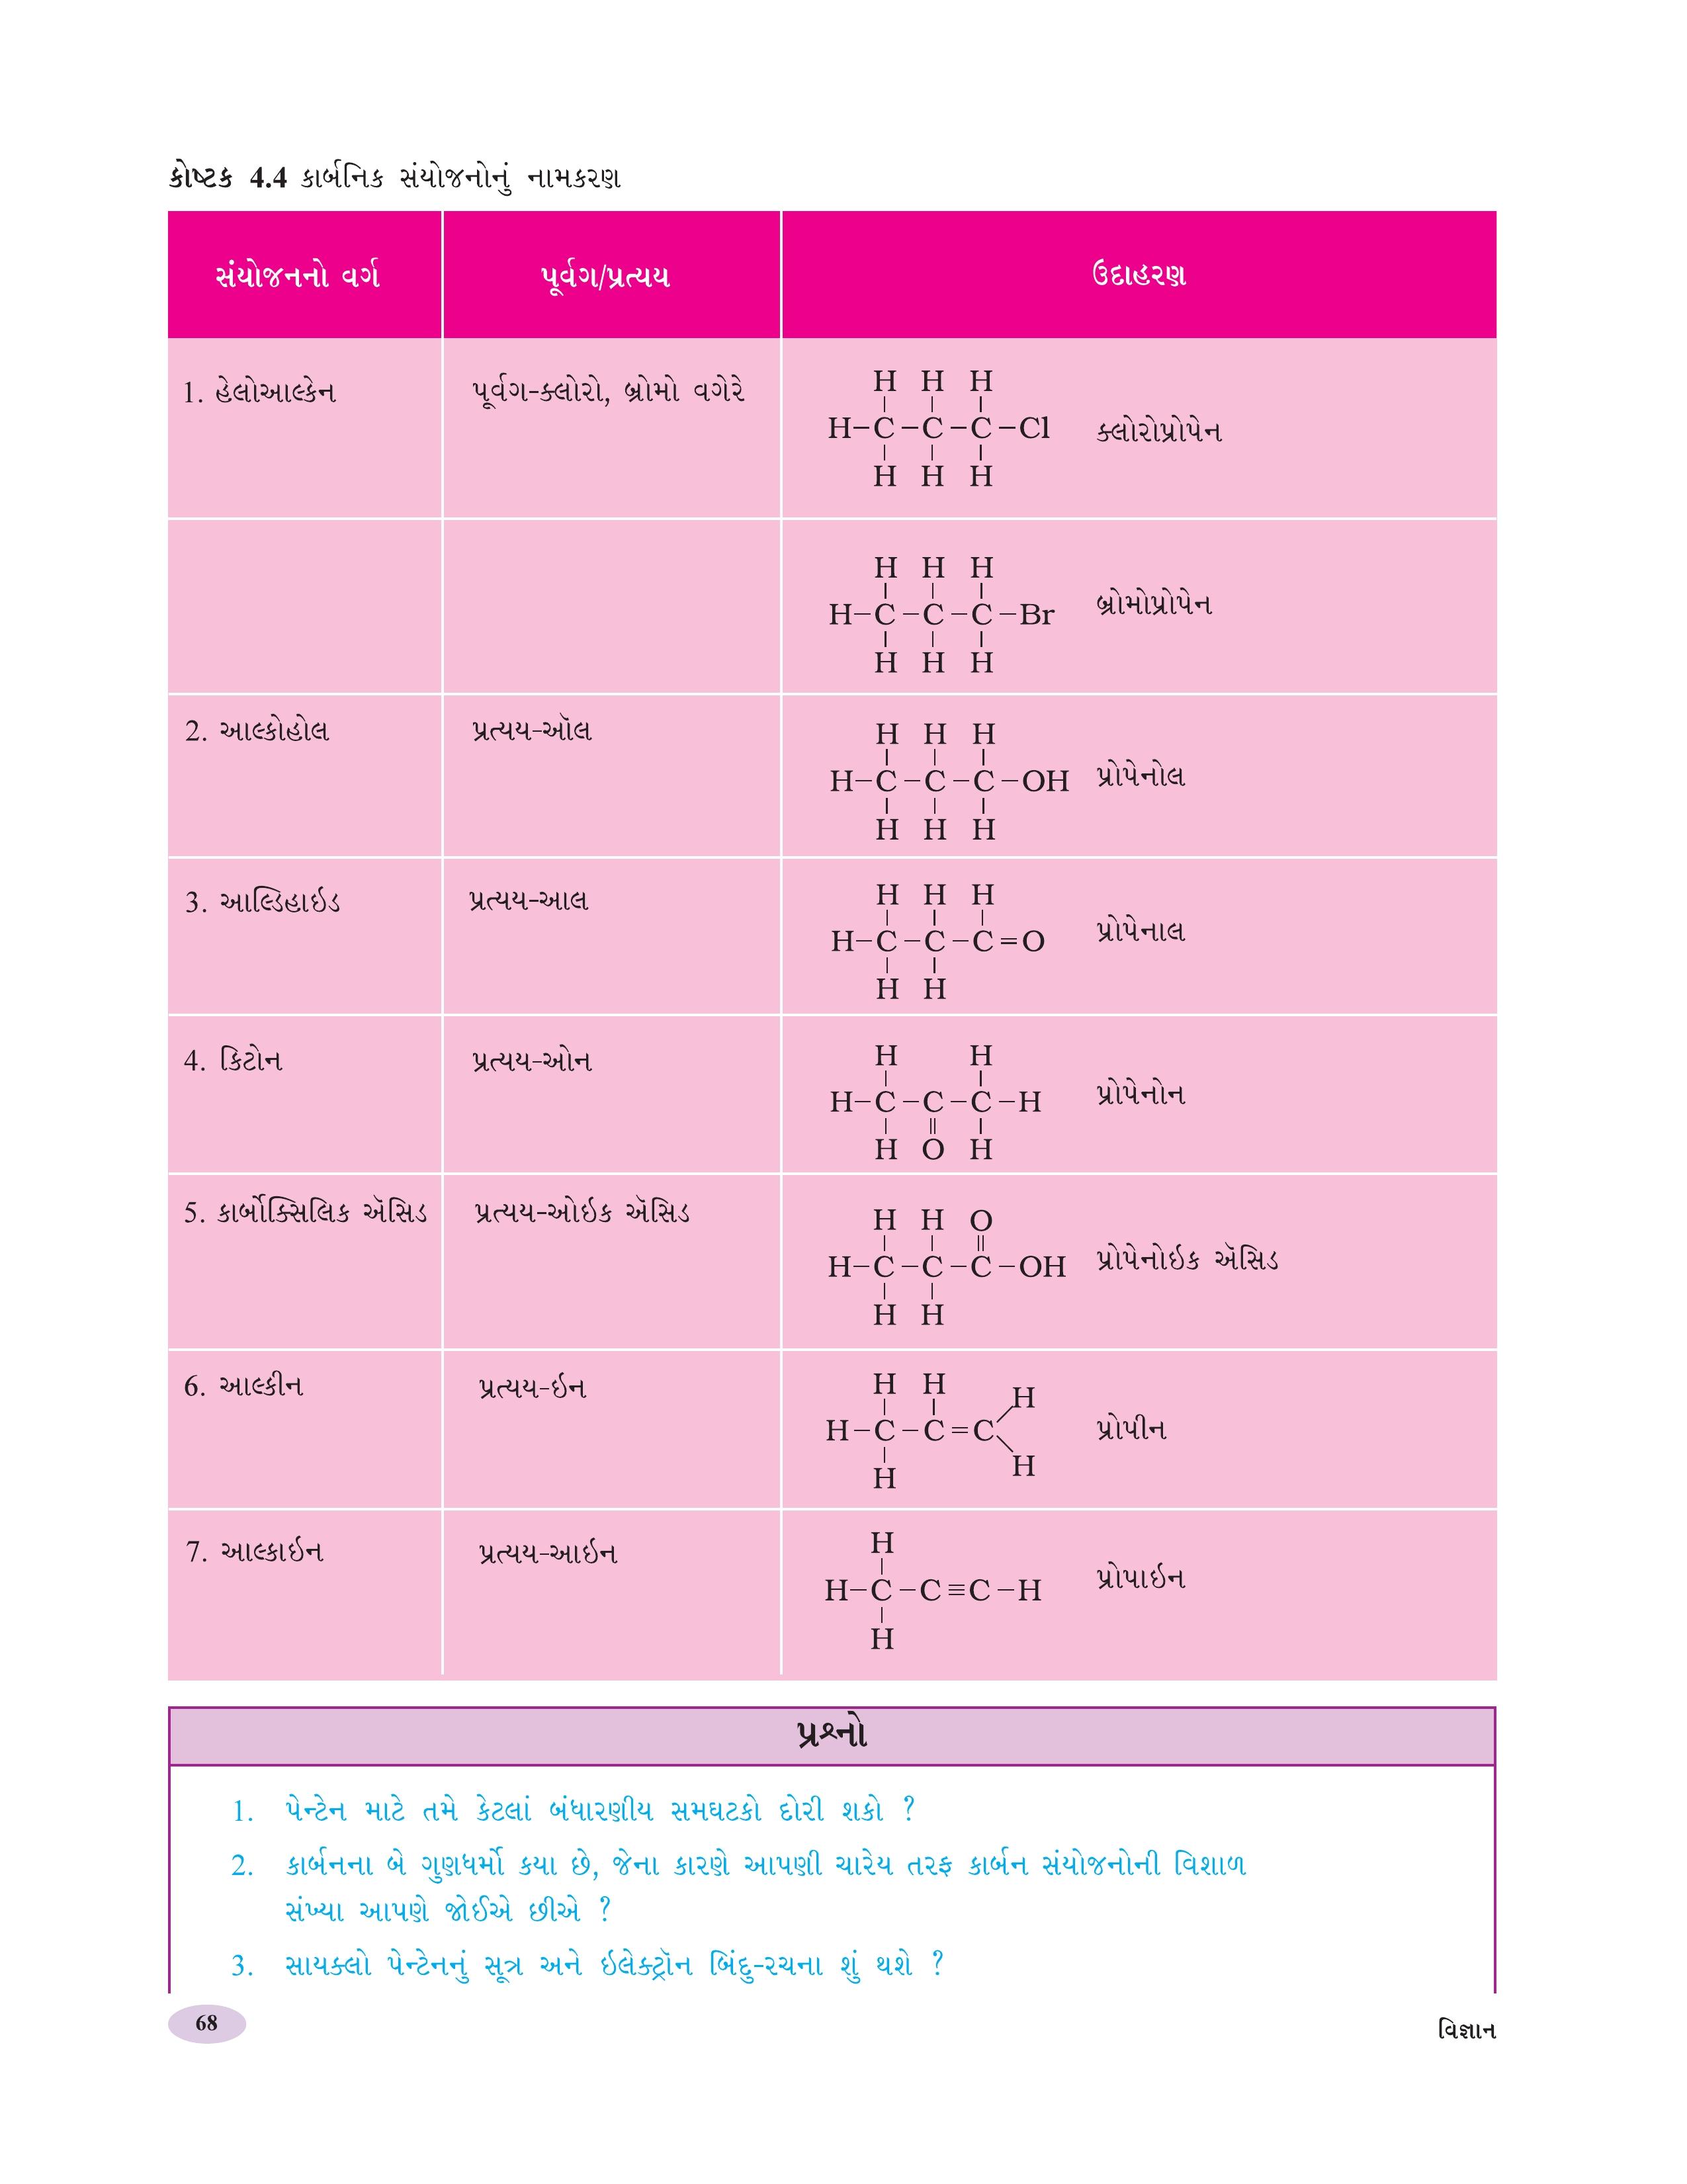 કોષ્ટક 4.4 કાર્બનિક સંયોજનોનું નામકરણ
સંયોજનનો વર્ગ પૂર્વગ/પ્રત્યય ઉદાહરણ
1. હેલોઆલ્કેન પૂર્વગ-ક્લોરો, બ્રોમો વગેરે
H H H
H–C–C–C–Cl ક્લોરોપ્રોપેન
H H H
H H H
H–C–C–C–Br બ્રોમોપ્રોપેન
H H H
2. આલ્કોહોલ પ્રત્યય-ઑલ
H H H
H–C–C–C–OH પ્રોપેનોલ
H H H
3. આલ્ડિહાઇડ પ્રત્યય-આલ
H H H
H–C–C–C=O પ્રોપેનાલ
H H
4. કિટોન પ્રત્યય-ઓન
H H
H–C–C–C–H પ્રોપેનોન
H O H
5. કાર્બોક્સિલિક ઍસિડ પ્રત્યય-ઓઇક ઍસિડ
H H O
H–C–C–C–OH પ્રોપેનોઇક ઍસિડ
H H
6. આલ્કીન પ્રત્યય-ઇન
H H H
H–C–C=C પ્રોપીન
H H
7. આલ્કાઇન પ્રત્યય-આઇન
H
H–C–C≡C–H પ્રોપાઇન
H
પ્રશ્નો
1. પેન્ટેન માટે તમે કેટલાં બંધારણીય સમઘટકો દોરી શકો ?
2. કાર્બનના બે ગુણધર્મો કયા છે, જેના કારણે આપણી ચારેય તરફ કાર્બન સંયોજનોની વિશાળ
સંખ્યા આપણે જોઈએ છીએ ?
3. સાયક્લો પેન્ટેનનું સૂત્ર અને ઇલેક્ટ્રૉન બિંદુ-રચના શું થશે ?
68 વિજ્ઞાન